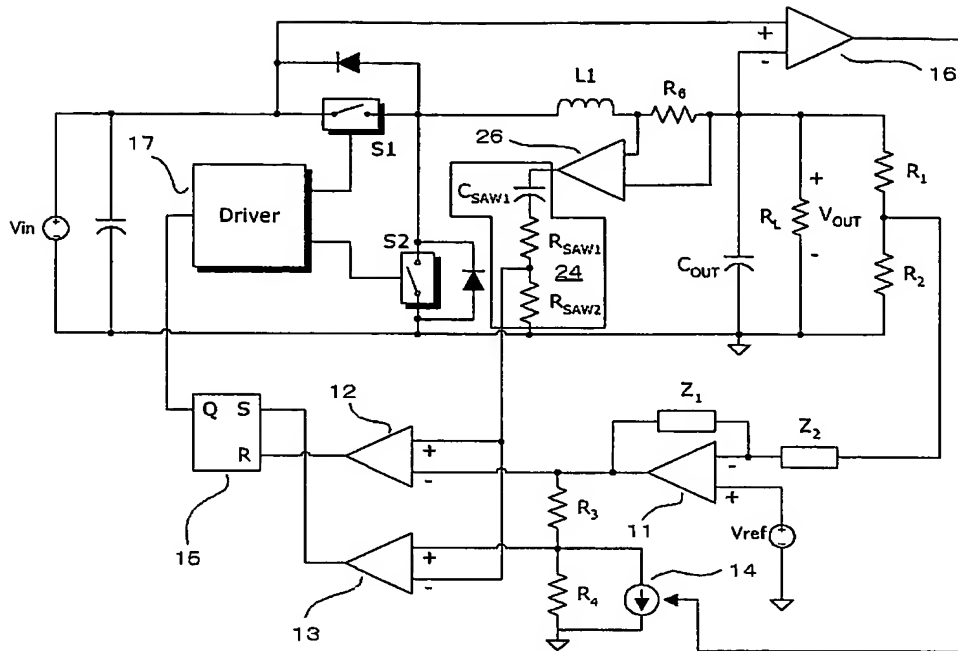 +
-
16
L1
R6
S1
26
17
CSAW1
R1
Driver
+
RL
VOUT
-
Vin
+
-
RSAW1
S2
24
COUT
R2
RSAW2
12
Z1
Q S
R
Z2
+
-
-
+
11
R3
15
Vref
+
-
+
-
14
R4
13